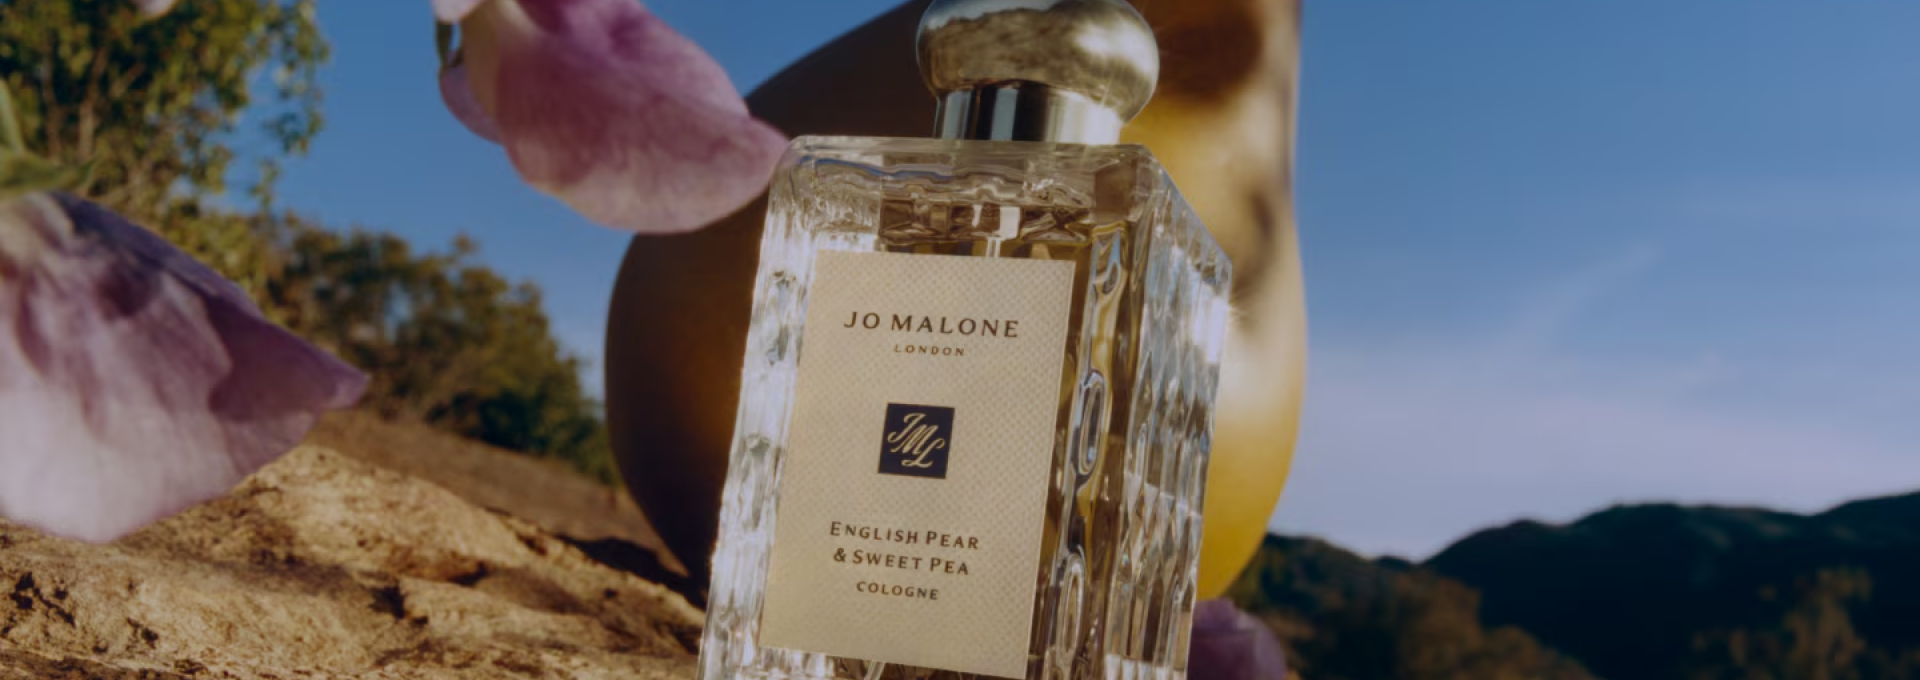 JO MALONE
LONDON
JML
ENGLISH PEAR
& SWEET PEA
COLOGNE